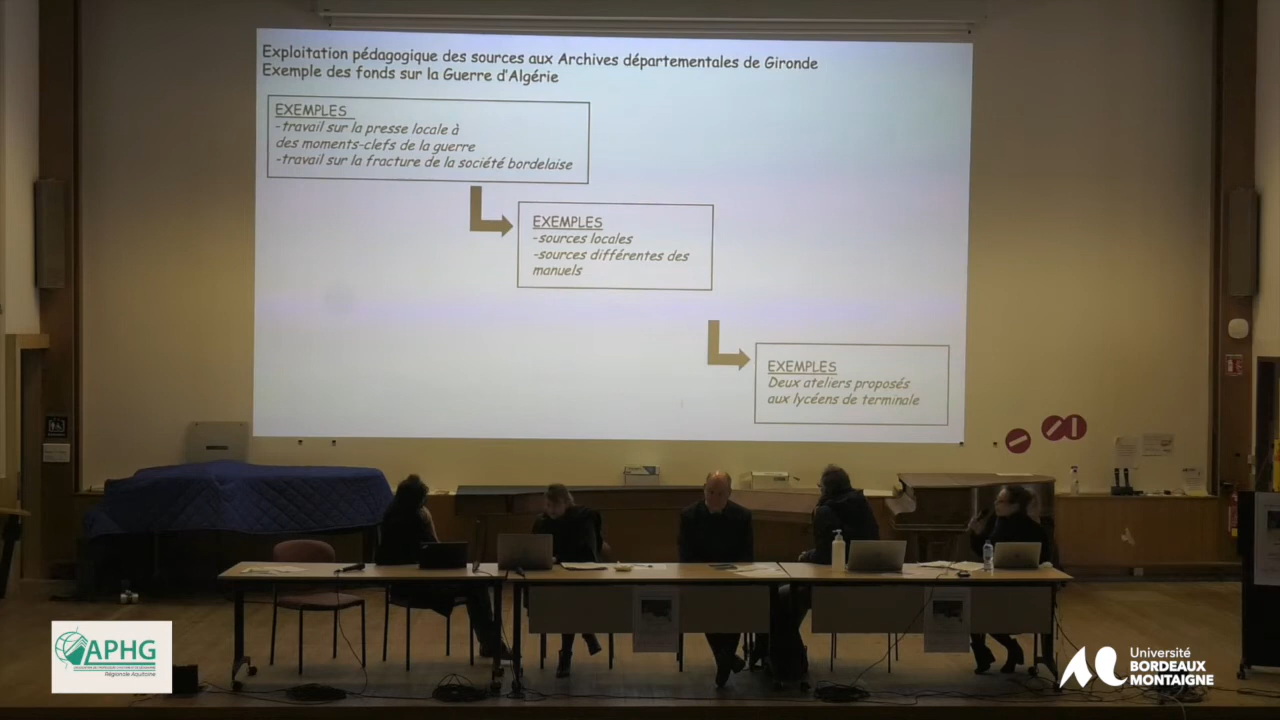 Exploitation pédagogique des sources aux Archives départementales de Gironde
Exemple des fonds sur la Guerre d'Algérie
EXEMPLES
-travail sur la presse locale à
des moments-clefs de la guerre
-travail sur la fracture de la société bordelaise
EXEMPLES
-sources locales
-sources différentes des
manuels
EXEMPLES
Deux ateliers proposés
aux lycéens de terminale
APHG
Régionale Aquitaine
Université
BORDEAUX
MONTAIGNE